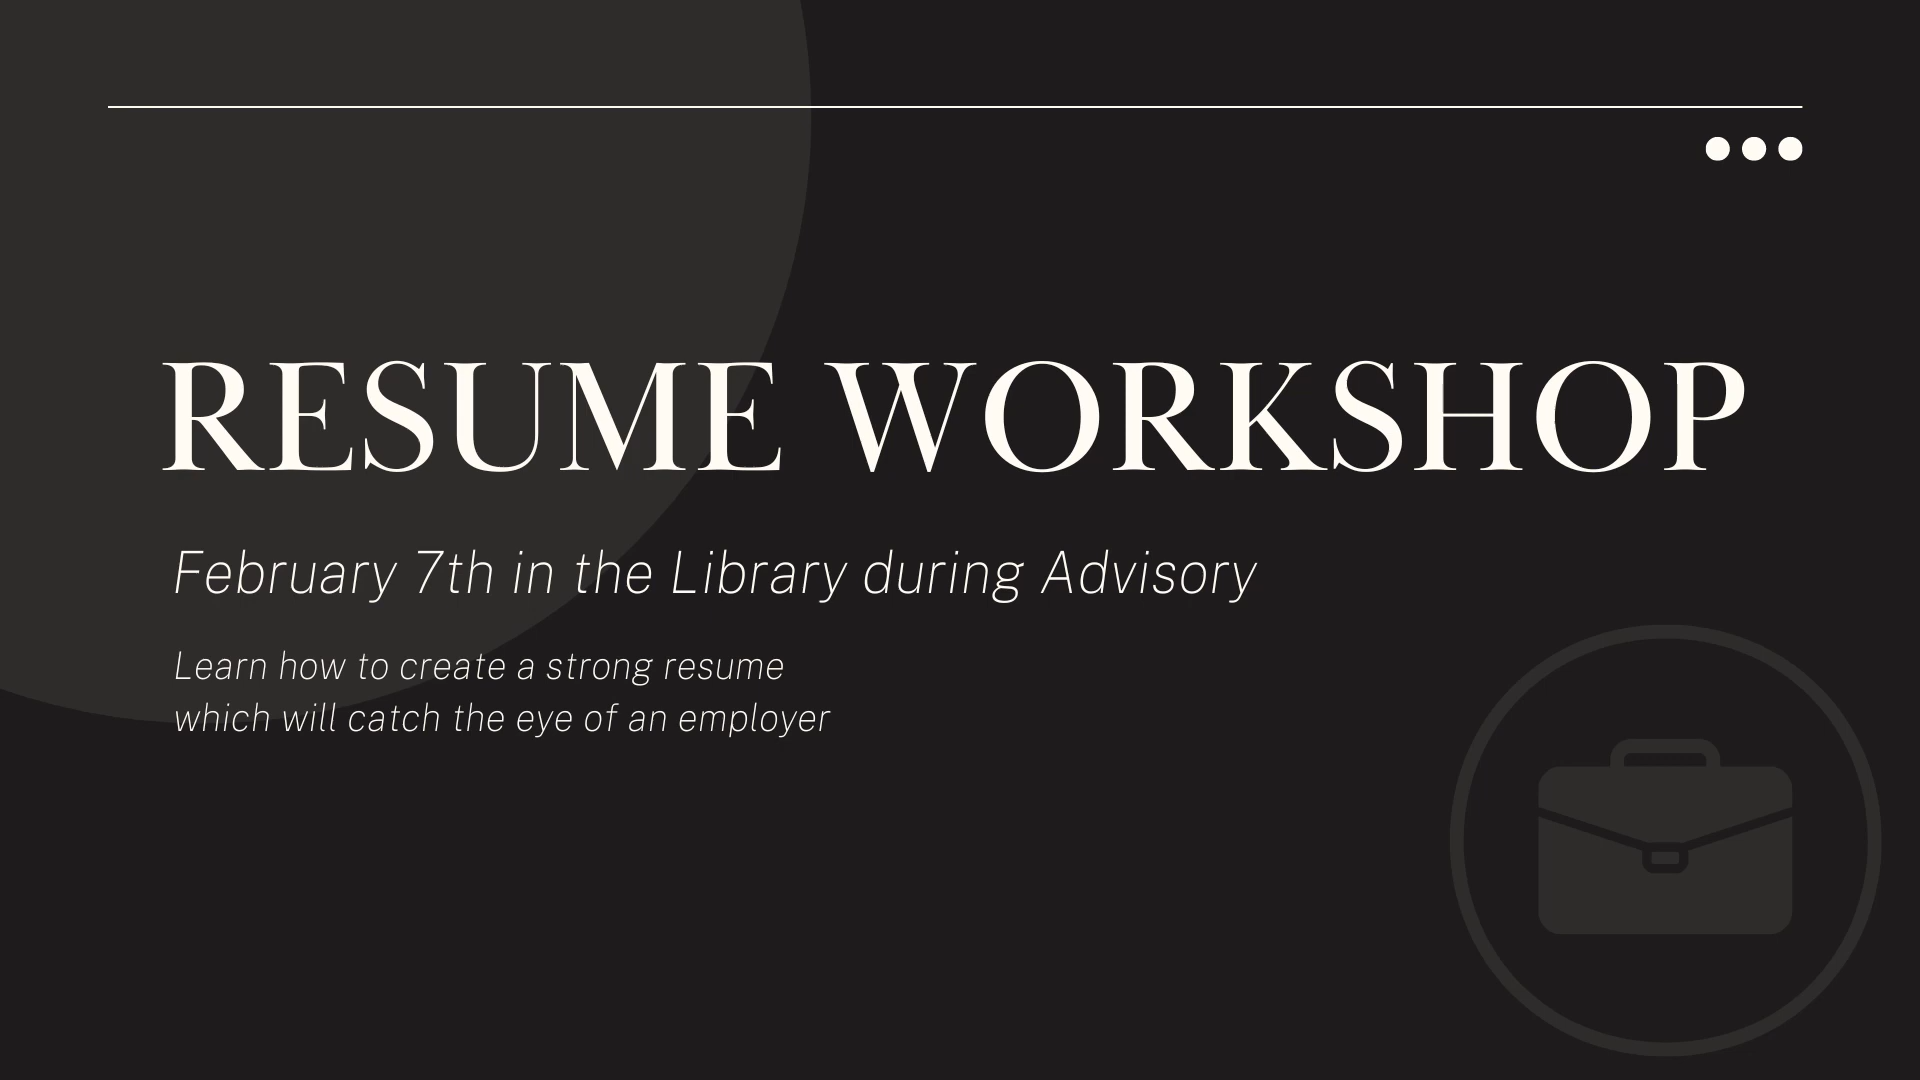 RESUME WORKSHOP
February 7th in the Library during Advisory
Learn how to create a strong resume
which will catch the eye of an employer